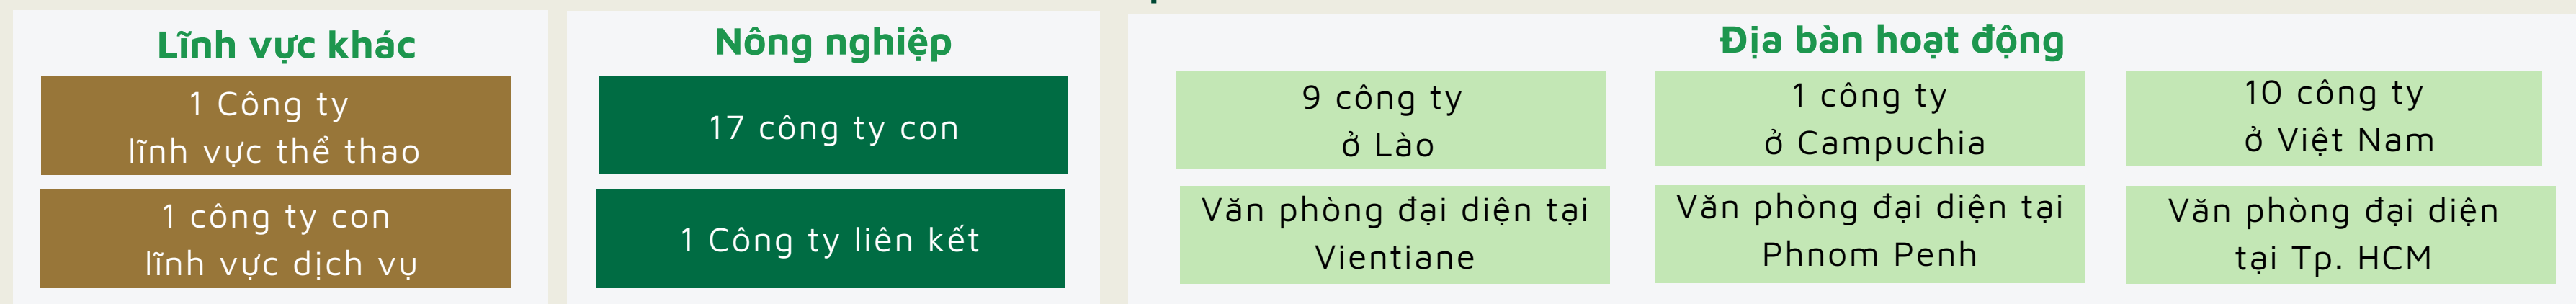 Lĩnh vực khác
1 Công ty
lĩnh vực thể thao
1 công ty con
lĩnh vực dịch vụ
Nông nghiệp
17 công ty con
1 Công ty liên kết
Địa bàn hoạt động
9 công ty
ở Lào
1 công ty
ở Campuchia
10 công ty
ở Việt Nam
Văn phòng đại diện tại
Vientiane
Văn phòng đại diện tại
Phnom Penh
Văn phòng đại diện
tại Tp. HCM